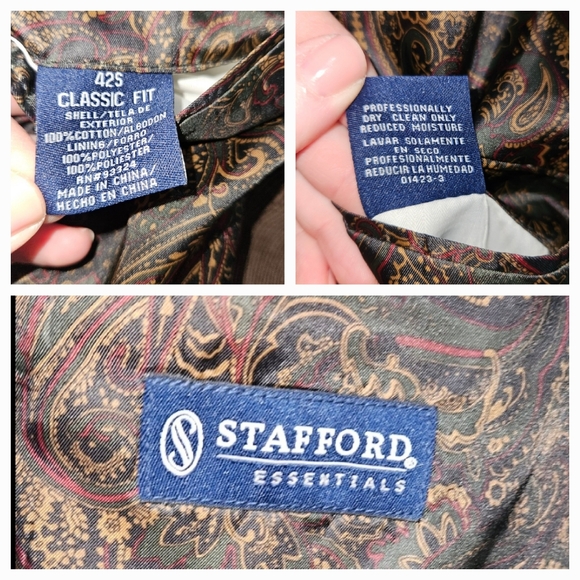 42S
CLASSIC FIT
SHELL/TELA DE
EXTERIOR
100%COTTON/ALGODON
LINING/FORRO
100%POLYESTER/
100%POLIESTER
RN#93324
MADE IN CHINA/
HECHO EN CHINA
PROFESSIONALLY
DRY CLEAN ONLY
REDUCED MOISTURE
LAVAR SOLAMENTE
EN SECO
PROFESIONALMENTE
REDUCIR LA HUMEDAD
01423-3
S STAFFORD®
ESSENTIALS